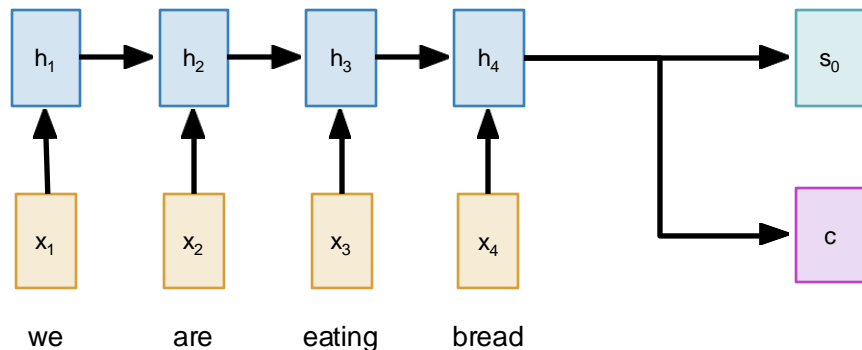 h₁ h₂ h₃ h₄ s₀
x₁ x₂ x₃ x₄ c
we are eating bread